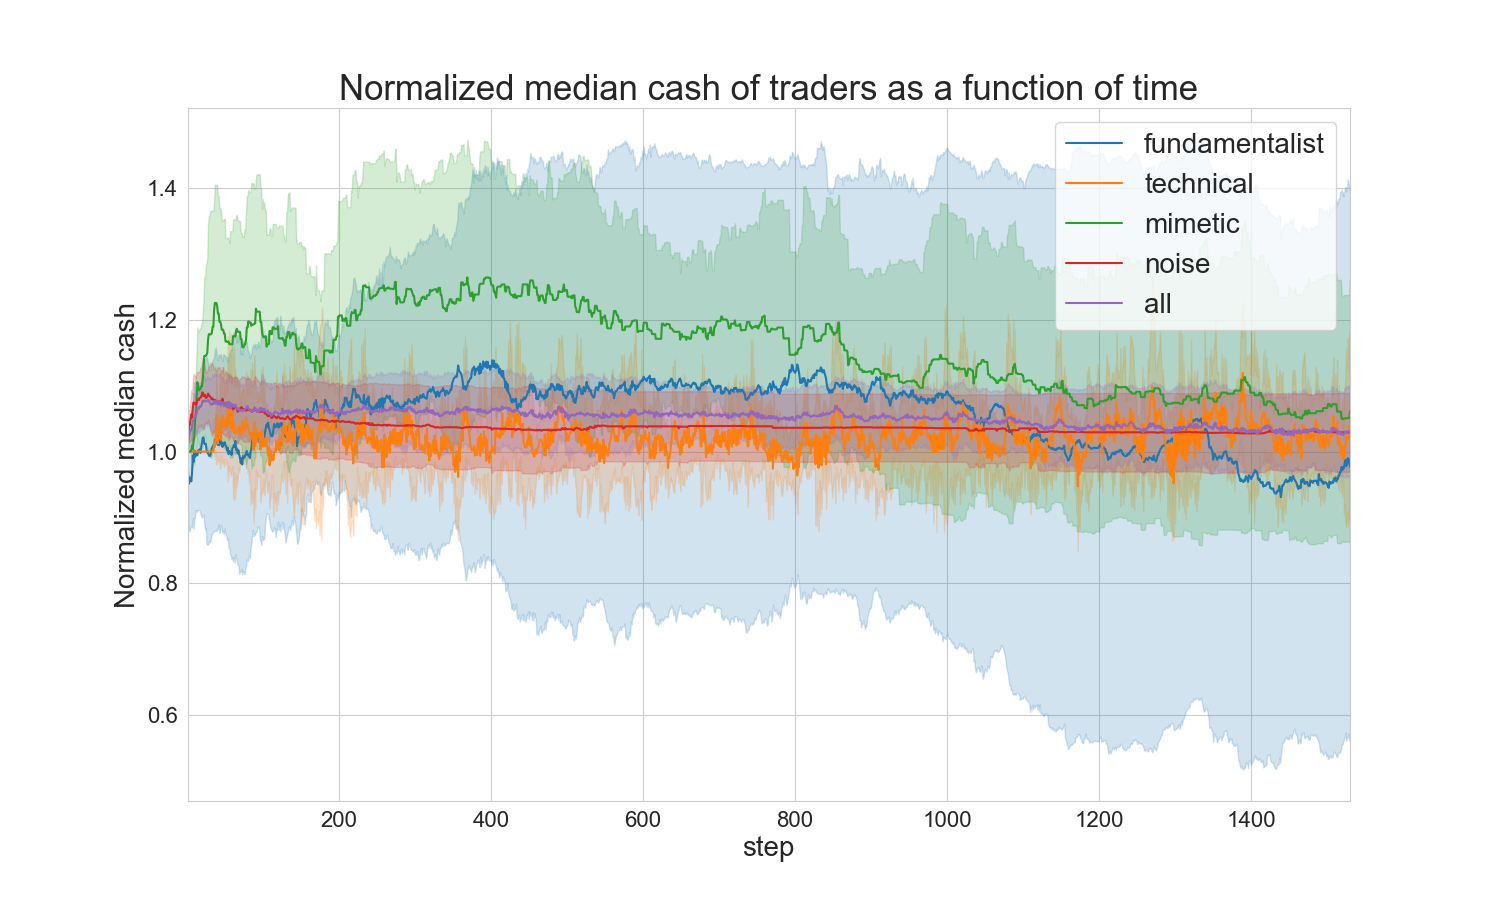 Normalized median cash of traders as a function of time
Normalized median cash
1.4
1.2
1.0
0.8
0.6
fundamentalist
technical
mimetic
noise
all
200 400 600 800 1000 1200 1400
step